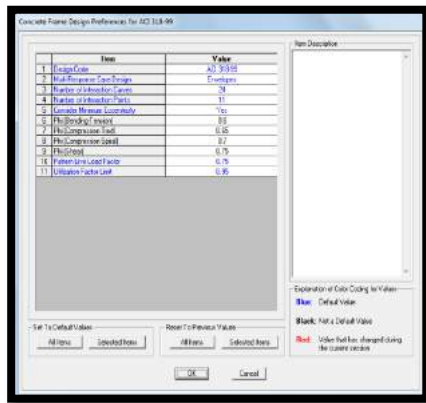 Concrete Frame Design Preferences for ACI 318-99
Item Description
Item Value
1 Design Code ACI 318-99
2 Multi-Response Case Design Envelopes
3 Number of Interaction Curves 24
4 Number of Interaction Points 11
5 Consider Minimum Eccentricity Yes
6 Phi(Bending-Tension) 0.8
7 Phi(Compression Tied) 0.65
8 Phi(Compression Spiral) 0.7
9 Phi(Shear) 0.75
10 Pattern Live Load Factor 0.75
11 Utilization Factor Limit 0.95
Explanation of Color Coding for Values
Blue: Default Value
Black: Not a Default Value
Red: Value that has changed during
the current session
Set To Default Values
All Items Selected Items
Reset To Previous Values
All Items Selected Items
OK Cancel